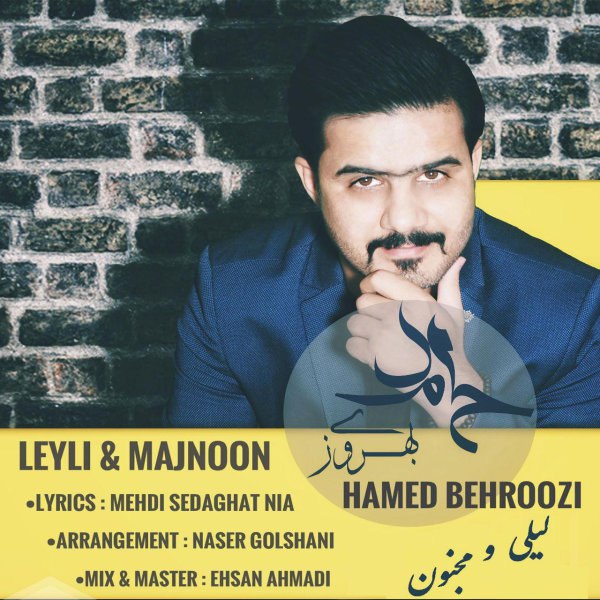 حامد
بهروزی
LEYLI & MAJNOON
HAMED BEHROOZI
•LYRICS : MEHDI SEDAGHAT NIA
•ARRANGEMENT : NASER GOLSHANI
•MIX & MASTER : EHSAN AHMADI
لیلی و مجنون